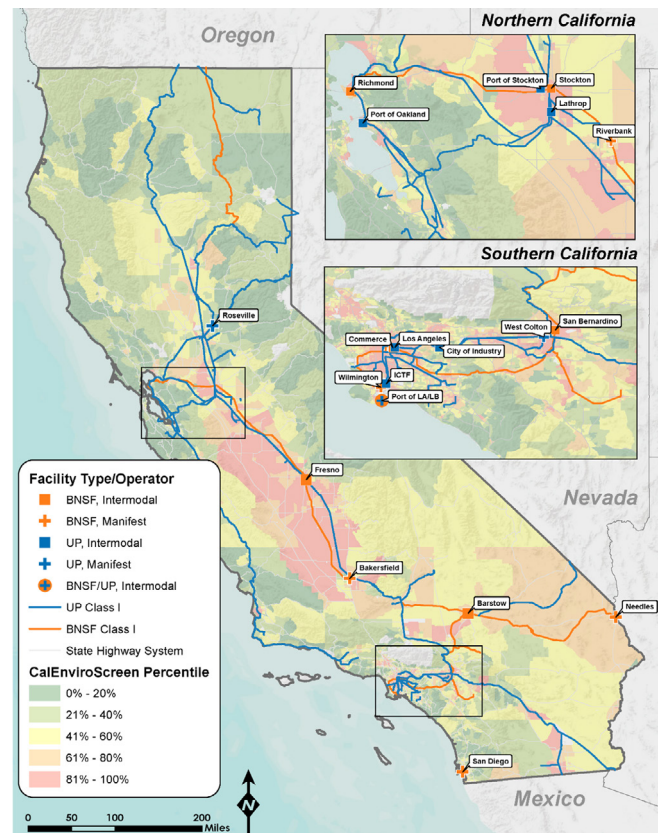 Oregon
Northern California
Richmond
Port of Stockton
Stockton
Port of Oakland
Lathrop
Riverbank
Southern California
San Bernardino
West Colton
Commerce
Los Angeles
City of Industry
Wilmington
ICTF
Port of LA/LB
Roseville
Fresno
Nevada
Bakersfield
Barstow
Needles
San Diego
Mexico
Facility Type/Operator
BNSF, Intermodal
BNSF, Manifest
UP, Intermodal
UP, Manifest
BNSF/UP, Intermodal
UP Class I
BNSF Class I
State Highway System
CalEnviroScreen Percentile
0% - 20%
21% - 40%
41% - 60%
61% - 80%
81% - 100%
0 50 100 200
Miles
N